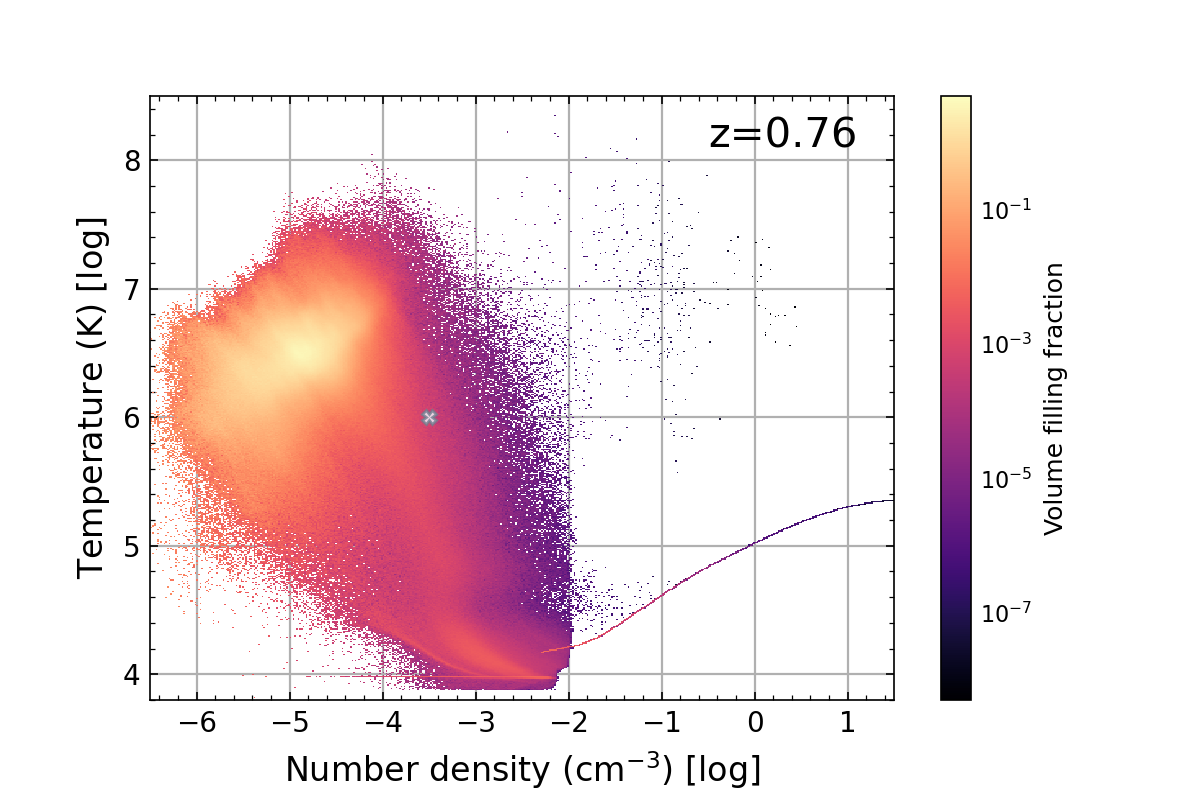 z=0.76
8
7
6
5
4
Temperature (K) [log]
−6 −5 −4 −3 −2 −1 0 1
Number density (cm⁻³) [log]
10⁻¹
10⁻³
10⁻⁵
10⁻⁷
Volume filling fraction